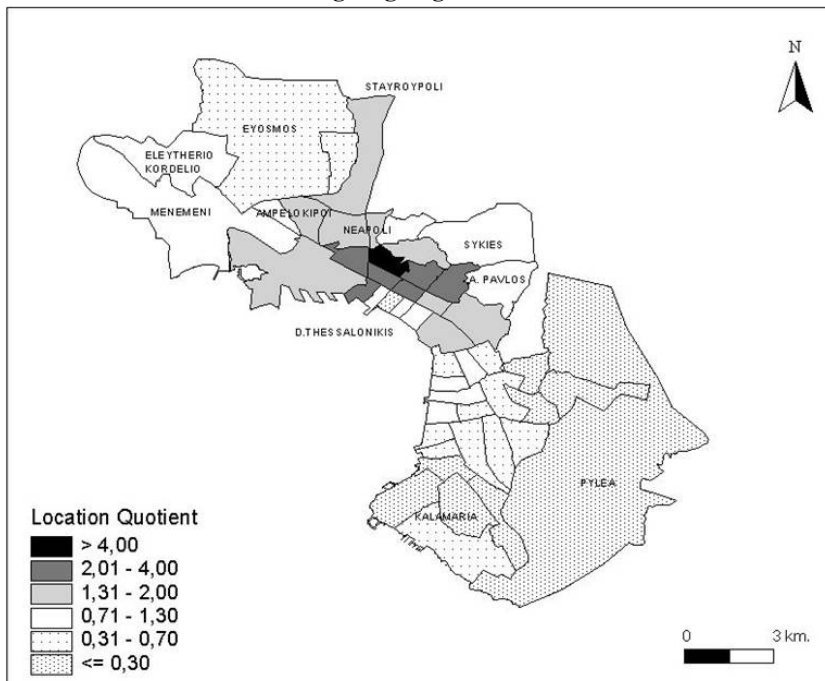 N
STAYROYPOLI
EYOSMOS
ELEYTHERIO
KORDELIO
MENEMENI
AMPELOKIPOI
NEAPOLI
SYKIES
A. PAVLOS
D.THESSALONIKIS
PYLEA
KALAMARIA
Location Quotient
> 4,00
2,01 - 4,00
1,31 - 2,00
0,71 - 1,30
0,31 - 0,70
<= 0,30
0 3 km.